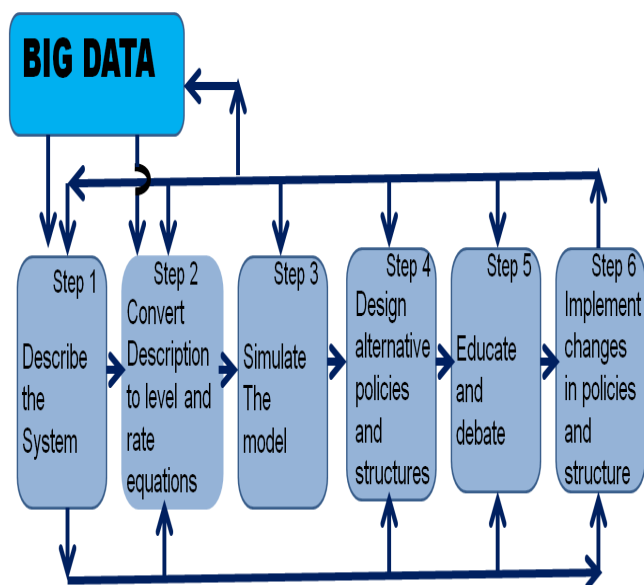 BIG DATA
Step 1
Describe
the
System
Step 2
Convert
Description
to level and
rate
equations
Step 3
Simulate
The
model
Step 4
Design
alternative
policies
and
structures
Step 5
Educate
and
debate
Step 6
Implement
changes
in policies
and
structure